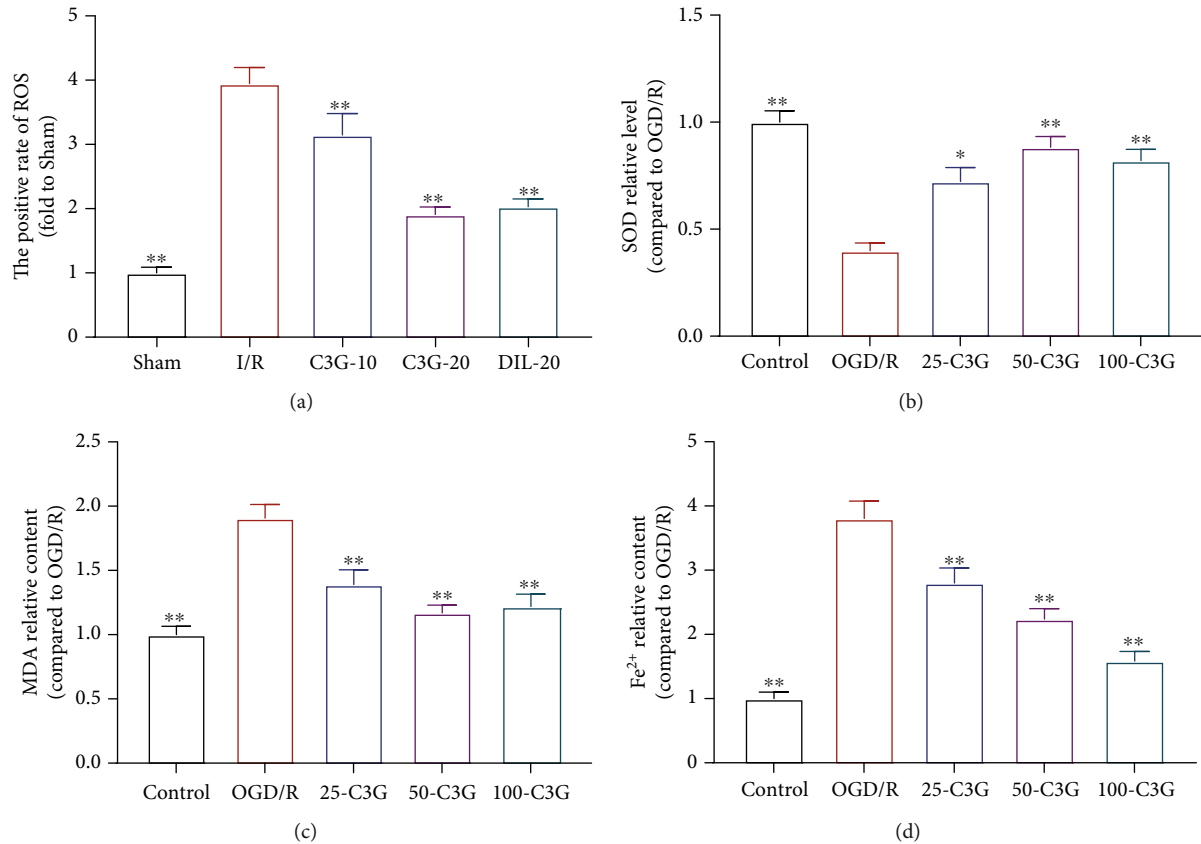 The positive rate of ROS
(fold to Sham)
5
4
3
2
1
0
**
**
**
**
Sham I/R C3G-10 C3G-20 DIL-20
(a)
SOD relative level
(compared to OGD/R)
1.5
1.0
0.5
0.0
**
*
**
**
Control OGD/R 25-C3G 50-C3G 100-C3G
(b)
MDA relative content
(compared to OGD/R)
2.5
2.0
1.5
1.0
0.5
0.0
**
**
**
**
Control OGD/R 25-C3G 50-C3G 100-C3G
(c)
Fe²⁺ relative content
(compared to OGD/R)
5
4
3
2
1
0
**
**
**
**
Control OGD/R 25-C3G 50-C3G 100-C3G
(d)